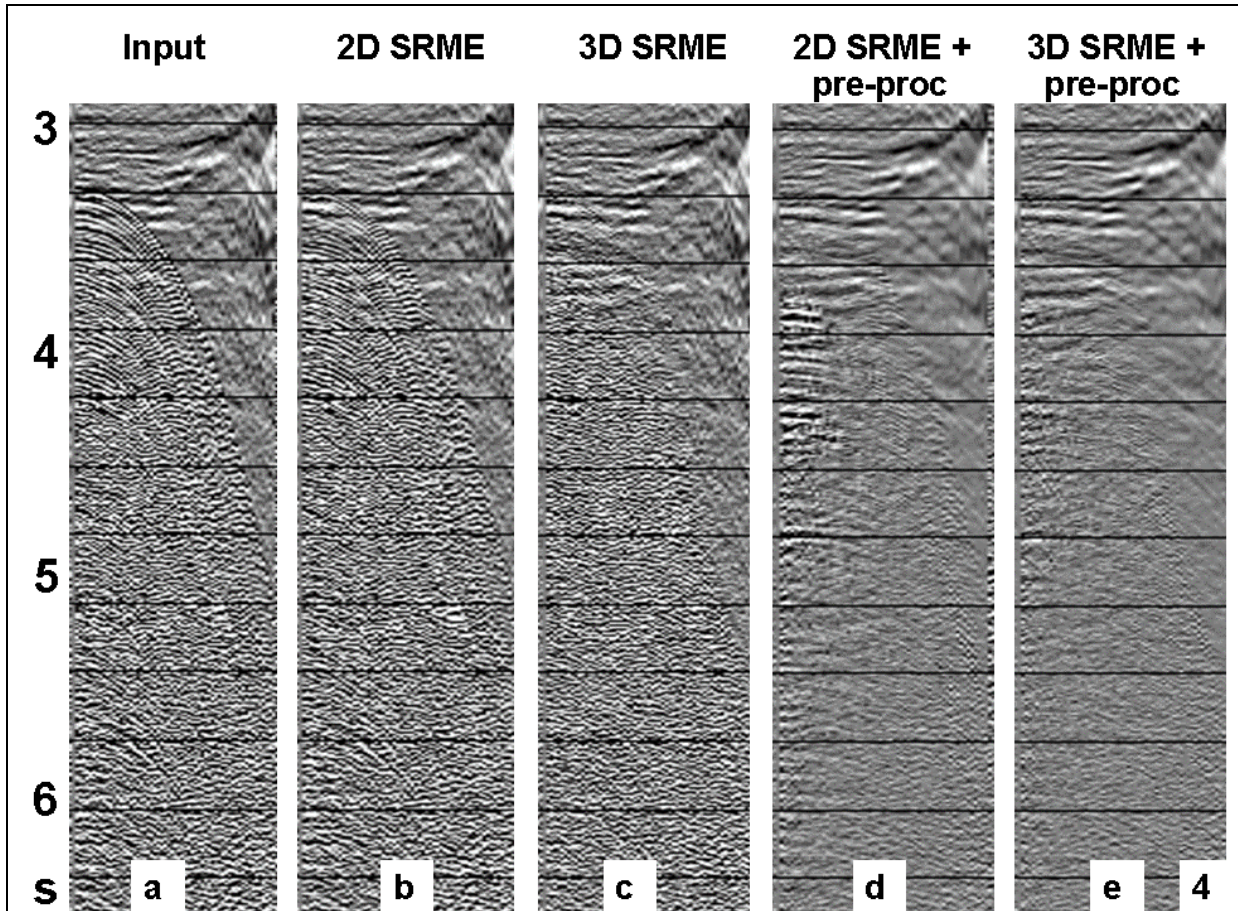 Input
2D SRME
3D SRME
2D SRME +
pre-proc
3D SRME +
pre-proc
3
4
5
6
s
a
b
c
d
e
4